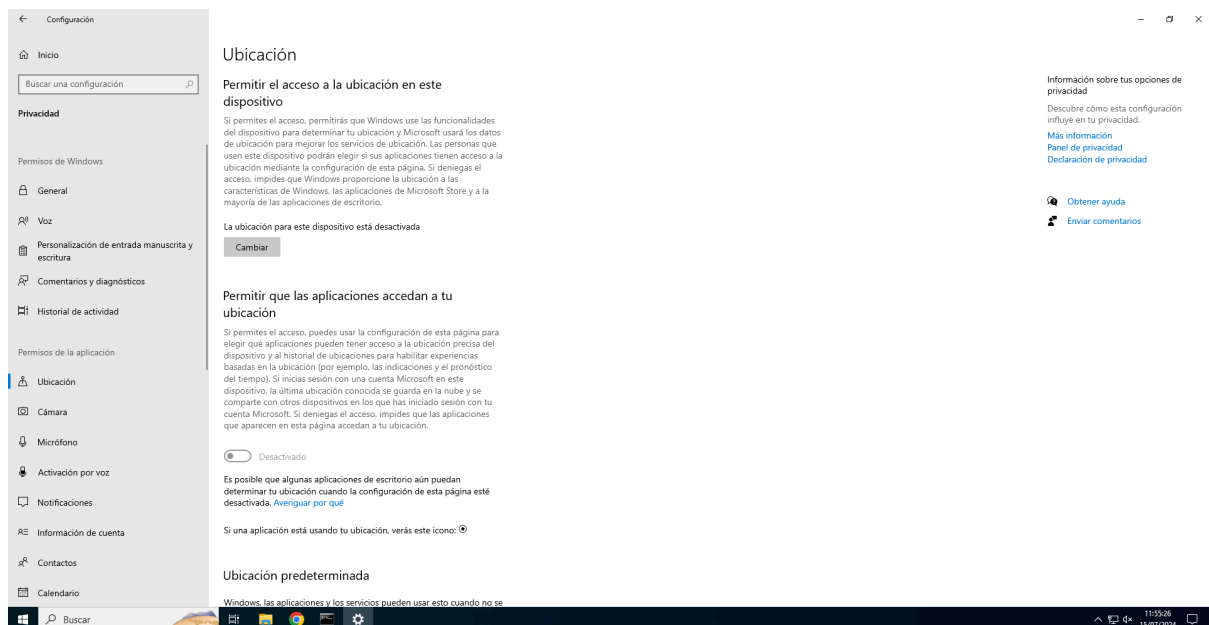 Configuración
Inicio
Buscar una configuración
Privacidad
Permisos de Windows
General
Voz
Personalización de entrada manuscrita y
escritura
Comentarios y diagnósticos
Historial de actividad
Permisos de la aplicación
Ubicación
Cámara
Micrófono
Activación por voz
Notificaciones
Información de cuenta
Contactos
Calendario
Ubicación
Permitir el acceso a la ubicación en este
dispositivo
Si permites el acceso, permitirás que Windows use las funcionalidades
del dispositivo para determinar tu ubicación y Microsoft usará los datos
de ubicación para mejorar los servicios de ubicación. Las personas que
usen este dispositivo podrán elegir si sus aplicaciones tienen acceso a la
ubicación mediante la configuración de esta página. Si deniegas el
acceso, impides que Windows proporcione la ubicación a las
características de Windows, las aplicaciones de Microsoft Store y a la
mayoría de las aplicaciones de escritorio.
La ubicación para este dispositivo está desactivada
Cambiar
Permitir que las aplicaciones accedan a tu
ubicación
Si permites el acceso, puedes usar la configuración de esta página para
elegir qué aplicaciones pueden tener acceso a la ubicación precisa del
dispositivo y al historial de ubicaciones para habilitar experiencias
basadas en la ubicación (por ejemplo, las indicaciones y el pronóstico
del tiempo). Si inicias sesión con una cuenta Microsoft en este
dispositivo, la última ubicación conocida se guarda en la nube y se
comparte con otros dispositivos en los que has iniciado sesión con tu
cuenta Microsoft. Si deniegas el acceso, impides que las aplicaciones
que aparecen en esta página accedan a tu ubicación.
Desactivado
Es posible que algunas aplicaciones de escritorio aún puedan
determinar tu ubicación cuando la configuración de esta página esté
desactivada. Averiguar por qué
Si una aplicación está usando tu ubicación, verás este icono:
Ubicación predeterminada
Windows, las aplicaciones y los servicios pueden usar esto cuando no se
Información sobre tus opciones de
privacidad
Descubre cómo esta configuración
influye en tu privacidad.
Más información
Panel de privacidad
Declaración de privacidad
Obtener ayuda
Enviar comentarios
Buscar
11:55:26
15/07/2024